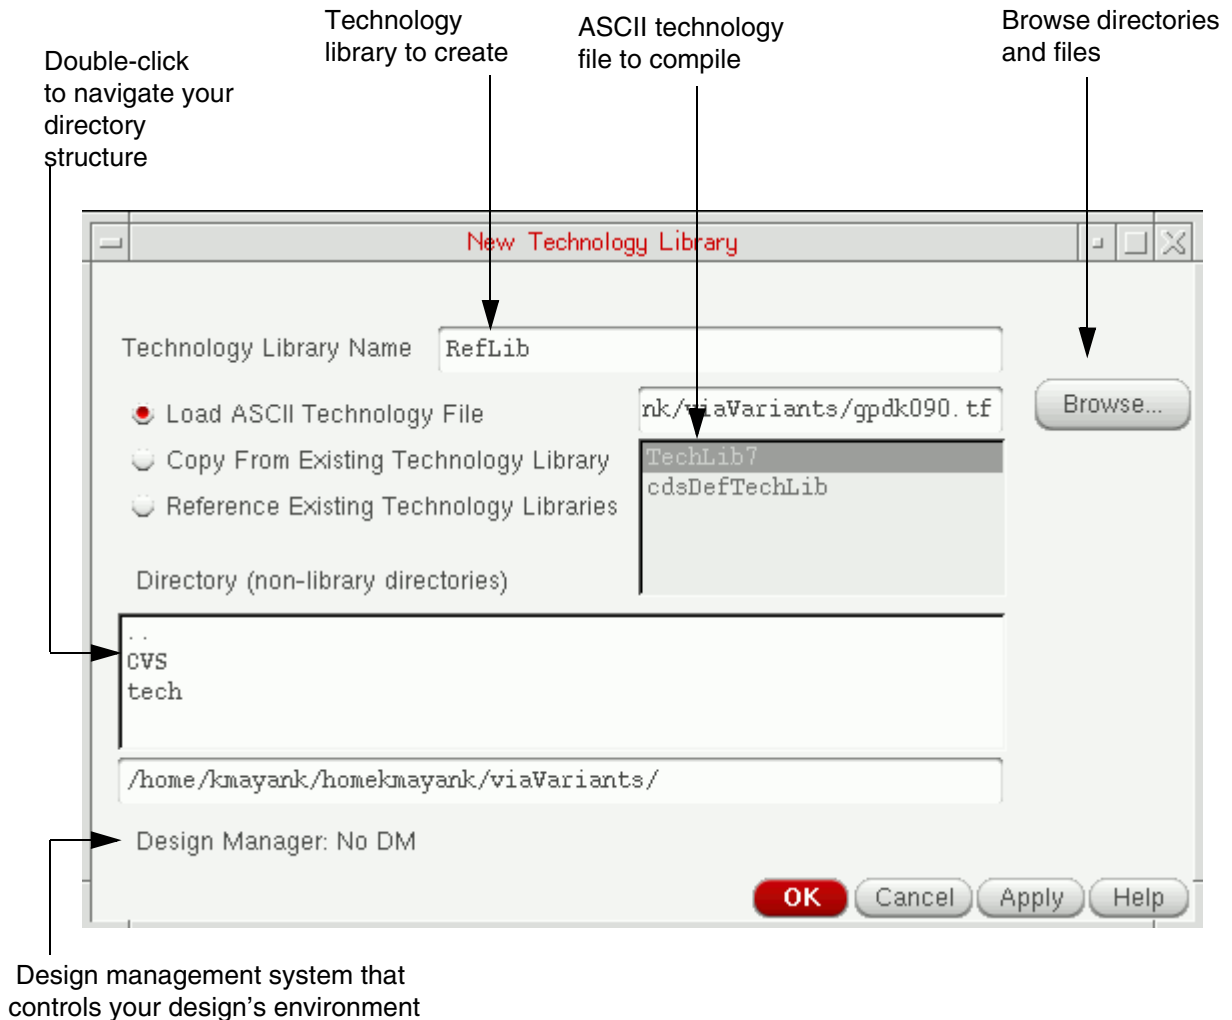 Technology
library to create
ASCII technology
file to compile
Browse directories
and files
Double-click
to navigate your
directory
structure
New Technology Library
Technology Library Name RefLib
Load ASCII Technology File nk/viaVariants/gpdk090.tf Browse...
Copy From Existing Technology Library TechLib7
cdsDefTechLib
Reference Existing Technology Libraries
Directory (non-library directories)
..
CVS
tech
/home/kmayank/homekmayank/viaVariants/
Design Manager: No DM
OK Cancel Apply Help
Design management system that
controls your design's environment